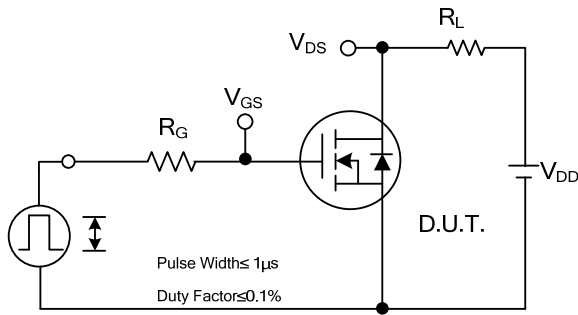 RL
VDS
VGS
RG
VDD
D.U.T.
Pulse Width≤ 1μs
Duty Factor≤0.1%